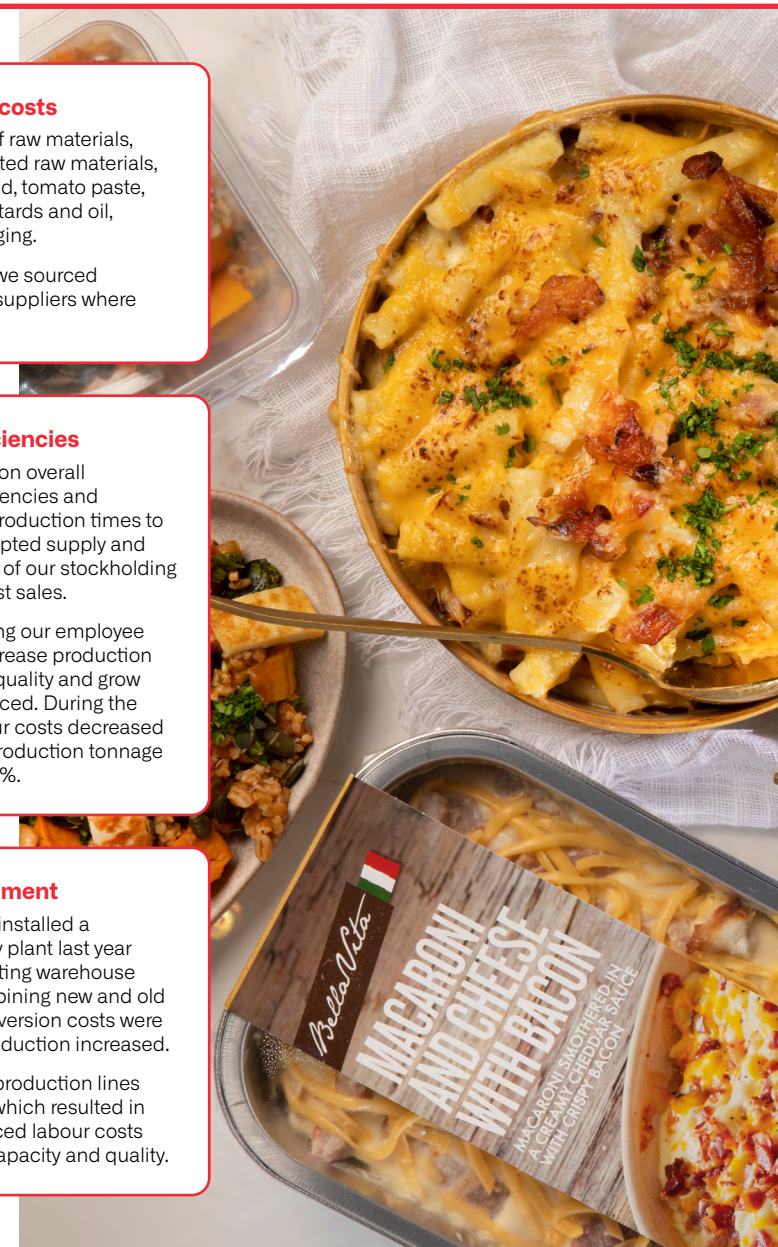 costs
f raw materials,
ted raw materials,
d, tomato paste,
tards and oil,
ging.
we sourced
suppliers where
iencies
on overall
encies and
roduction times to
pted supply and
of our stockholding
st sales.
ng our employee
rease production
quality and grow
ced. During the
ur costs decreased
roduction tonnage
%.
ment
installed a
y plant last year
ting warehouse
bining new and old
version costs were
duction increased.
production lines
which resulted in
ced labour costs
apacity and quality.
Bella Vita
MACARONI
AND CHEESE
WITH BACON
MACARONI SMOTHERED IN
A CREAMY CHEDDAR SAUCE
WITH CRISPY BACON